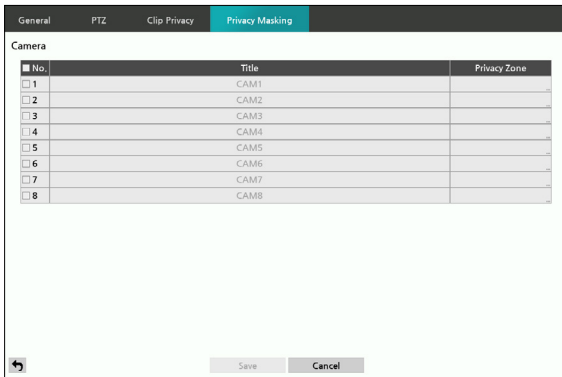 General PTZ Clip Privacy Privacy Masking
Camera
No. Title Privacy Zone
1 CAM1 ...
2 CAM2 ...
3 CAM3 ...
4 CAM4 ...
5 CAM5 ...
6 CAM6 ...
7 CAM7 ...
8 CAM8 ...
Save Cancel